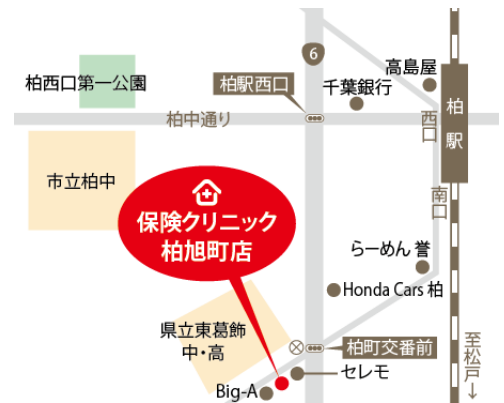 6
高島屋
柏西口第一公園
柏駅西口
千葉銀行
柏駅
柏中通り
西口
市立柏中
南口
保険クリニック
柏旭町店
らーめん 誉
Honda Cars 柏
県立東葛飾
中・高
柏町交番前
至松戸→
セレモ
Big-A